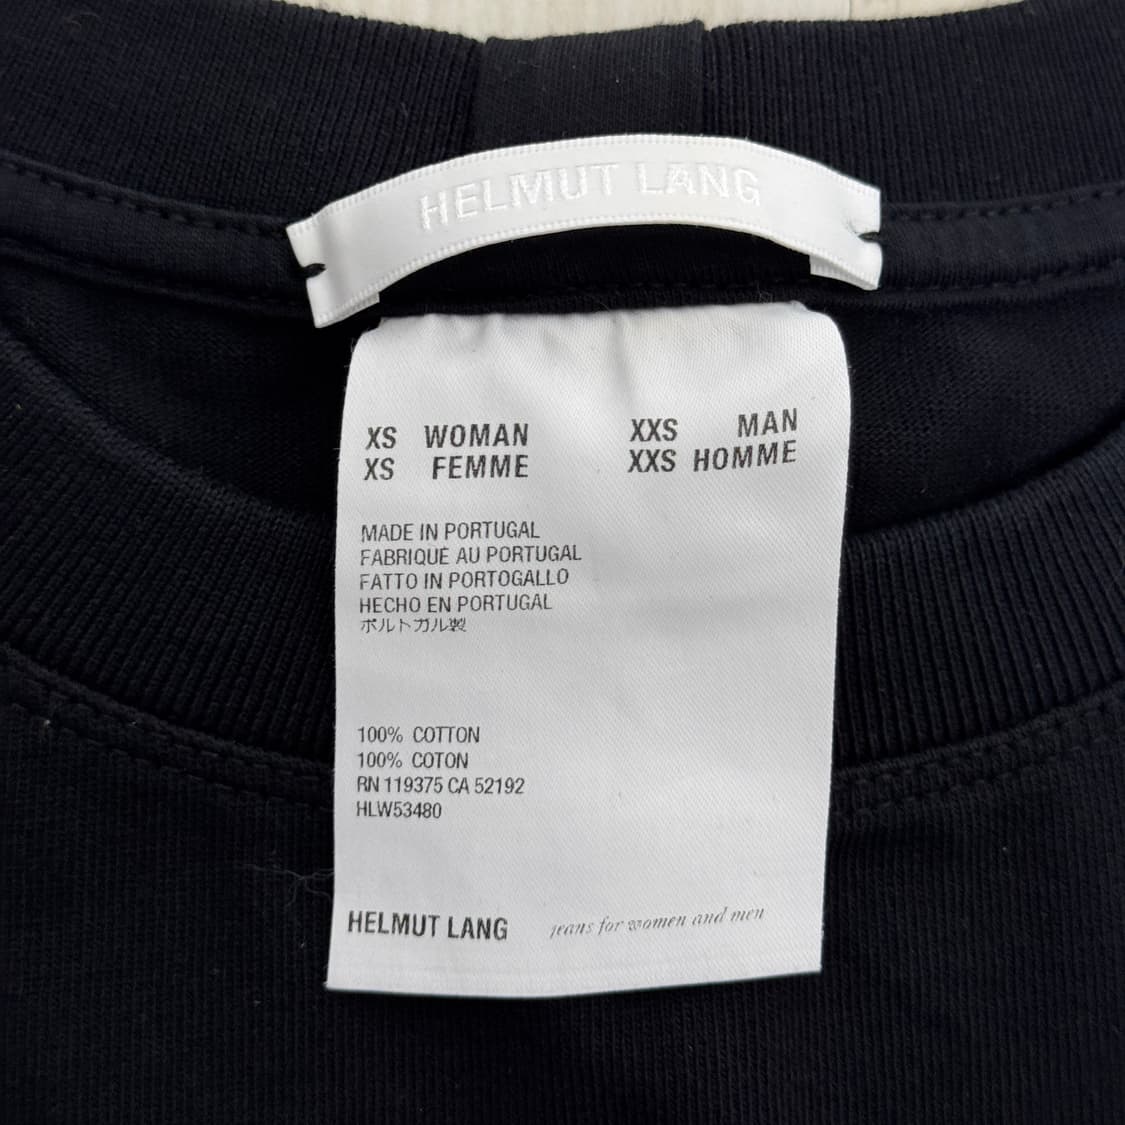 HELMUT LANG
XS WOMAN XXS MAN
XS FEMME XXS HOMME
MADE IN PORTUGAL
FABRIQUÉ AU PORTUGAL
FATTO IN PORTOGALLO
HECHO EN PORTUGAL
ポルトガル製
100% COTTON
100% COTON
RN 119375 CA 52192
HLW53480
HELMUT LANG jeans for women and men